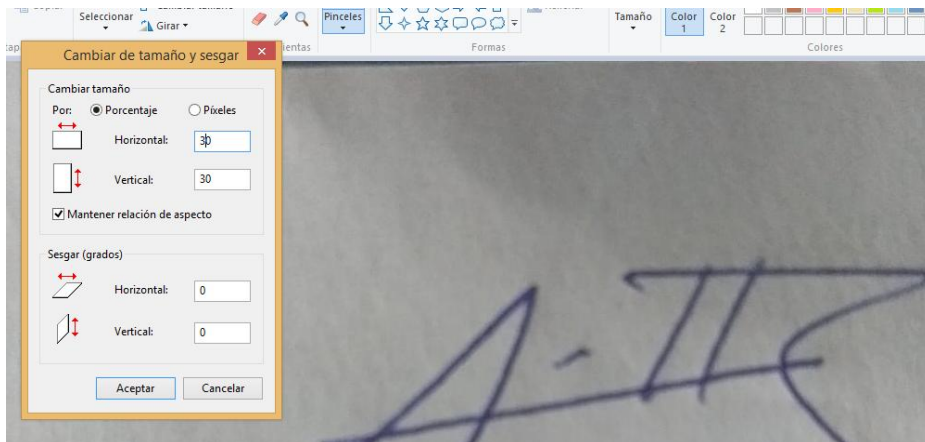 Seleccionar
Girar
Pinceles
Tamaño
Color 1
Color 2
Formas
Colores
Cambiar de tamaño y sesgar
Cambiar tamaño
Por: Porcentaje Píxeles
Horizontal: 30
Vertical: 30
Mantener relación de aspecto
Sesgar (grados)
Horizontal: 0
Vertical: 0
Aceptar Cancelar